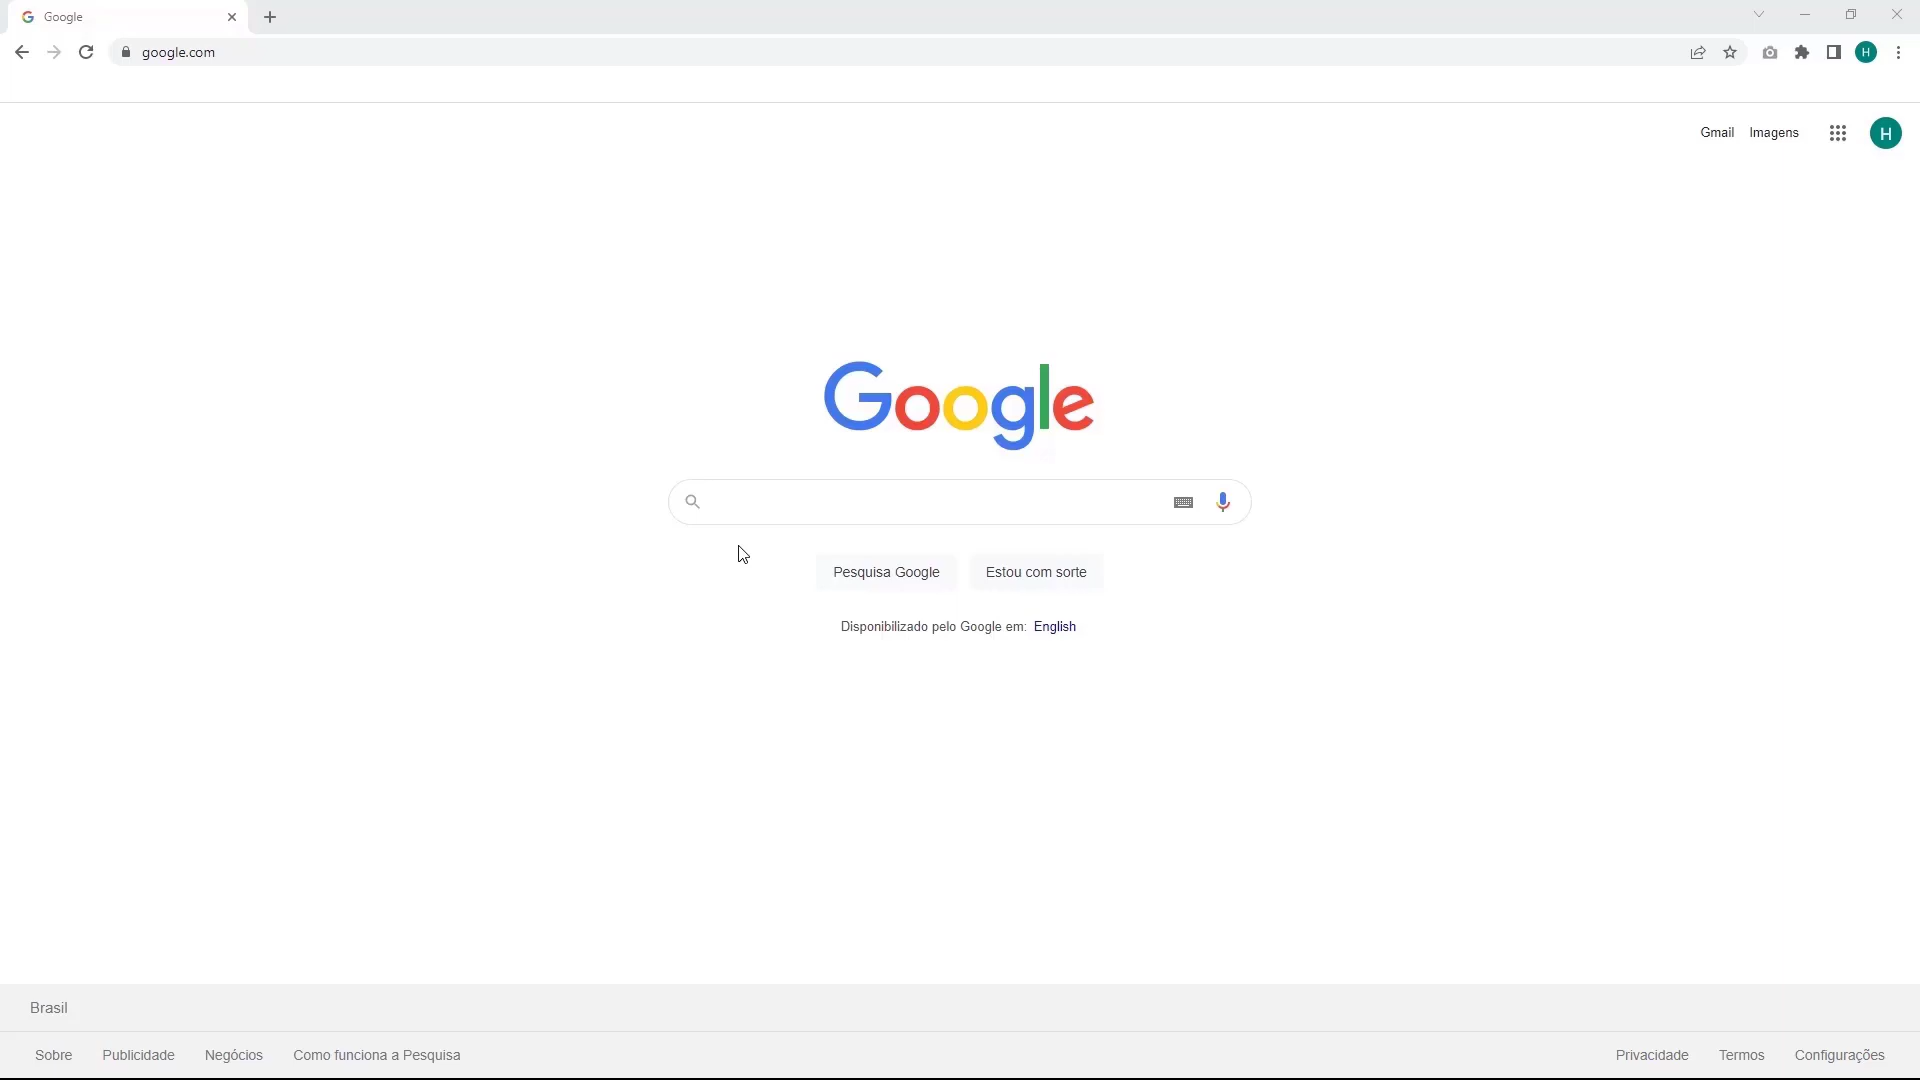 Google
google.com
H
Gmail Imagens
H
Google
Pesquisa Google Estou com sorte
Disponibilizado pelo Google em: English
Brasil
Sobre Publicidade Negócios Como funciona a Pesquisa Privacidade Termos Configurações